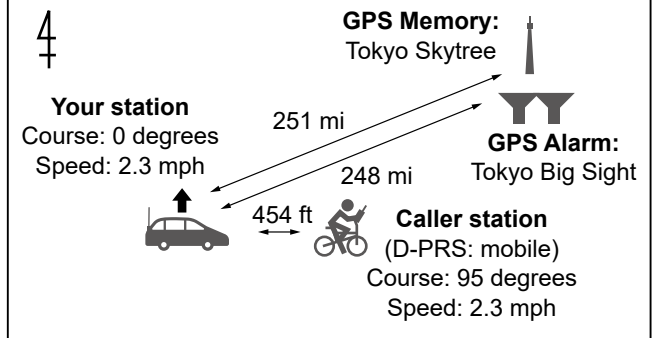 GPS Memory:
Tokyo Skytree
Your station
Course: 0 degrees
Speed: 2.3 mph
251 mi
GPS Alarm:
Tokyo Big Sight
248 mi
454 ft
Caller station
(D-PRS: mobile)
Course: 95 degrees
Speed: 2.3 mph